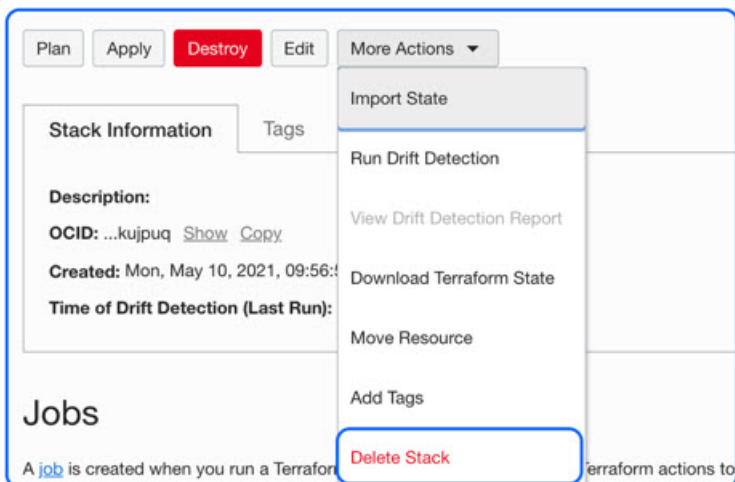 Plan Apply Destroy Edit More Actions
Import State
Stack Information Tags
Run Drift Detection
Description:
View Drift Detection Report
OCID: ...kujpuq Show Copy
Created: Mon, May 10, 2021, 09:56:
Download Terraform State
Time of Drift Detection (Last Run):
Move Resource
Add Tags
Jobs
Delete Stack
A job is created when you run a Terraform actions to